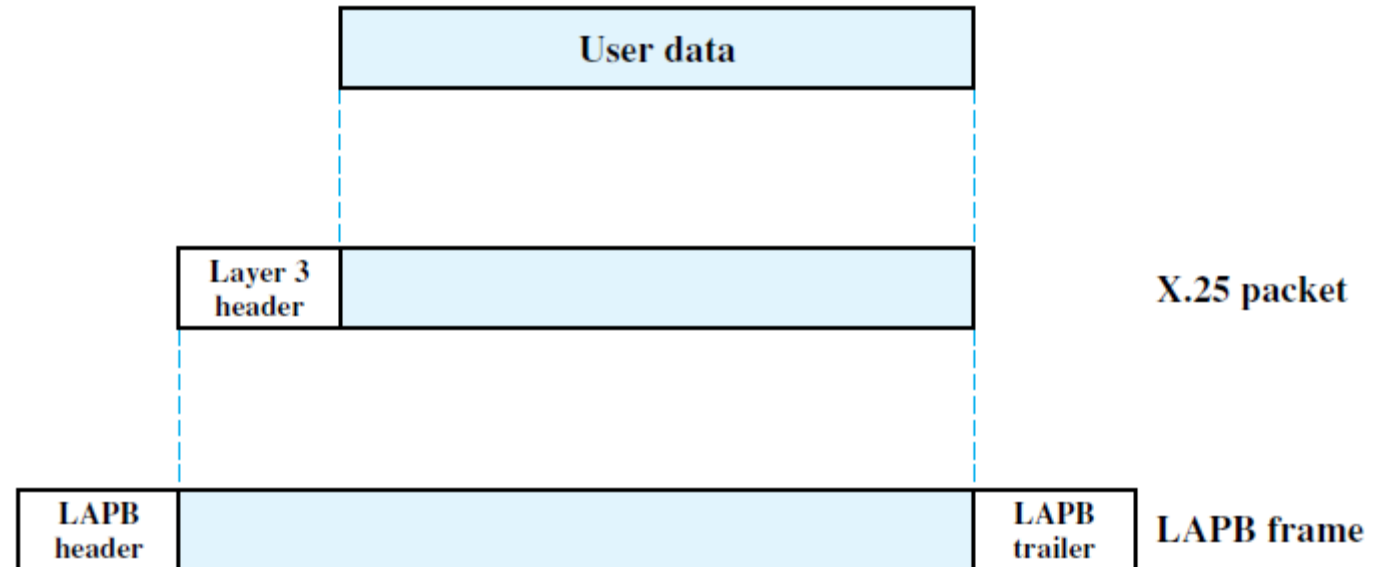 User data
Layer 3
header
X.25 packet
LAPB
header
LAPB
trailer
LAPB frame